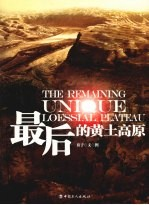 THE REMAINING
UNIQUE
LOESSIAL PLATEAU
最后的黄土高原